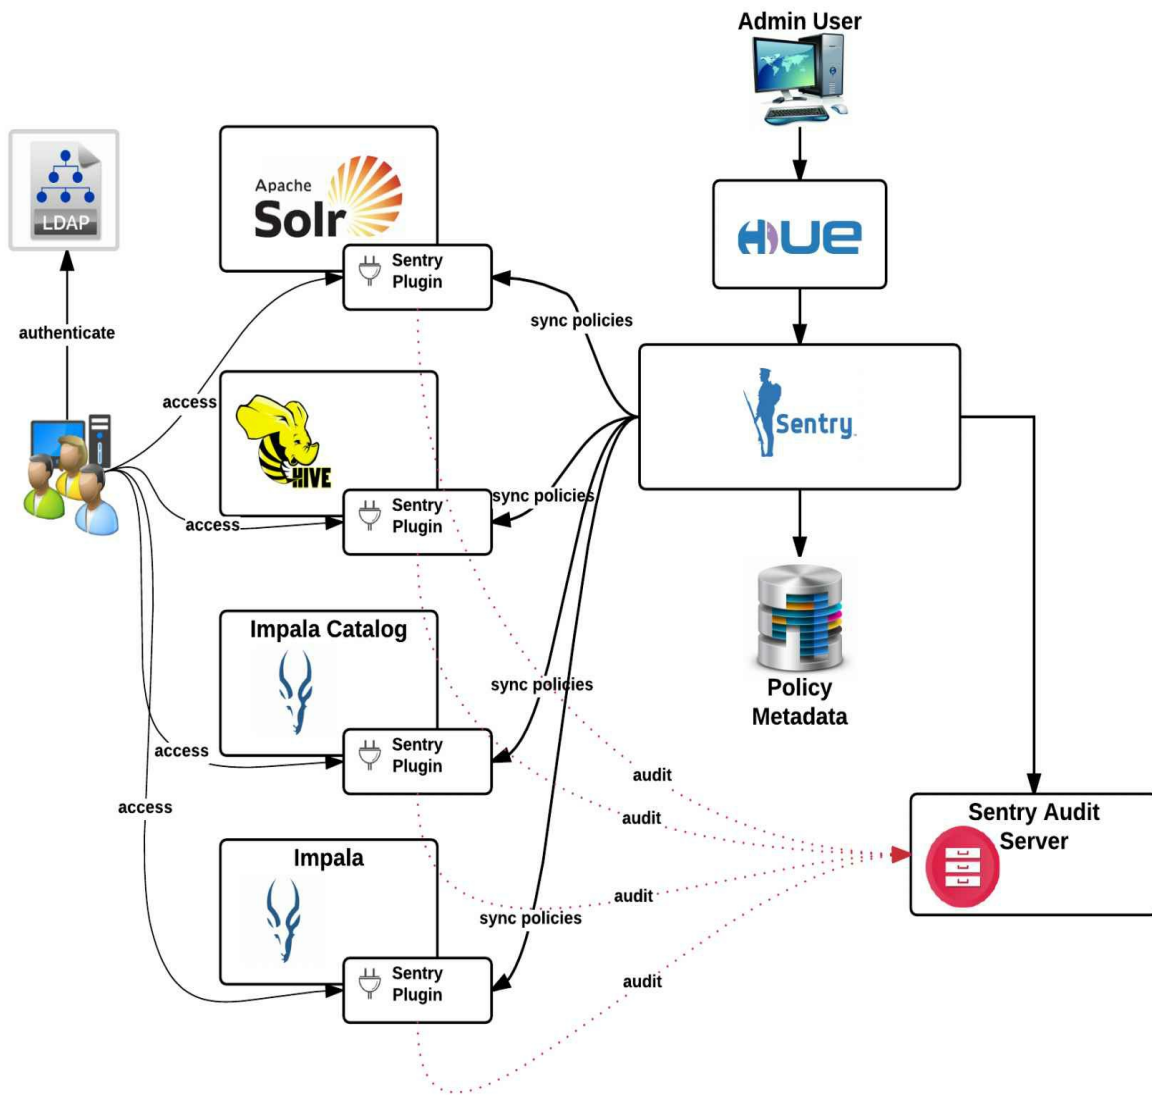 Admin User
LDAP
authenticate
Apache
Solr
Sentry
Plugin
HUE
sync policies
access
HIVE
Sentry
Plugin
access
sync policies
Sentry
Impala Catalog
Sentry
Plugin
access
sync policies
Policy
Metadata
access
Impala
Sentry
Plugin
sync policies
audit
audit
audit
audit
Sentry Audit
Server